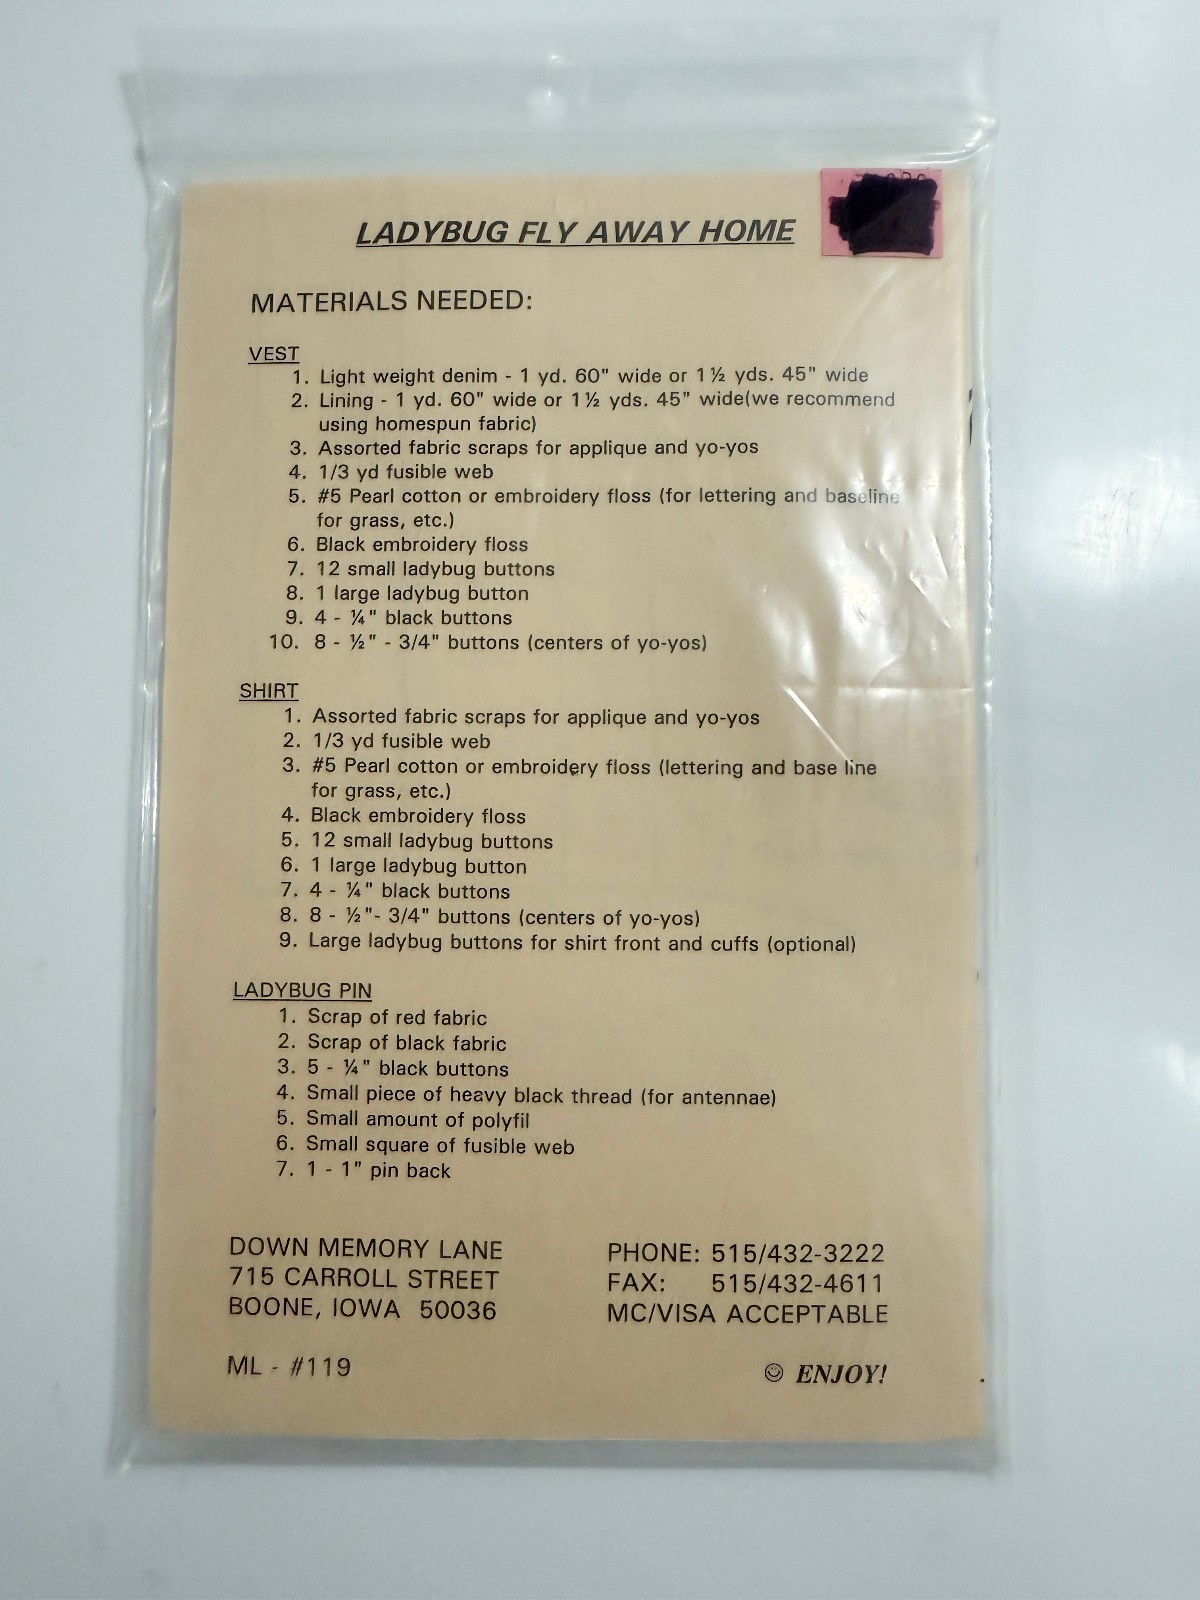 LADYBUG FLY AWAY HOME
MATERIALS NEEDED:
VEST
1. Light weight denim - 1 yd. 60" wide or 1½ yds. 45" wide
2. Lining - 1 yd. 60" wide or 1½ yds. 45" wide(we recommend
using homespun fabric)
3. Assorted fabric scraps for applique and yo-yos
4. 1/3 yd fusible web
5. #5 Pearl cotton or embroidery floss (for lettering and baseline
for grass, etc.)
6. Black embroidery floss
7. 12 small ladybug buttons
8. 1 large ladybug button
9. 4 - ¼" black buttons
10. 8 - ½" - 3/4" buttons (centers of yo-yos)
SHIRT
1. Assorted fabric scraps for applique and yo-yos
2. 1/3 yd fusible web
3. #5 Pearl cotton or embroidery floss (lettering and base line
for grass, etc.)
4. Black embroidery floss
5. 12 small ladybug buttons
6. 1 large ladybug button
7. 4 - ¼" black buttons
8. 8 - ½"- 3/4" buttons (centers of yo-yos)
9. Large ladybug buttons for shirt front and cuffs (optional)
LADYBUG PIN
1. Scrap of red fabric
2. Scrap of black fabric
3. 5 - ¼" black buttons
4. Small piece of heavy black thread (for antennae)
5. Small amount of polyfil
6. Small square of fusible web
7. 1 - 1" pin back
DOWN MEMORY LANE
715 CARROLL STREET
BOONE, IOWA 50036
PHONE: 515/432-3222
FAX: 515/432-4611
MC/VISA ACCEPTABLE
ML - #119
☺ ENJOY!